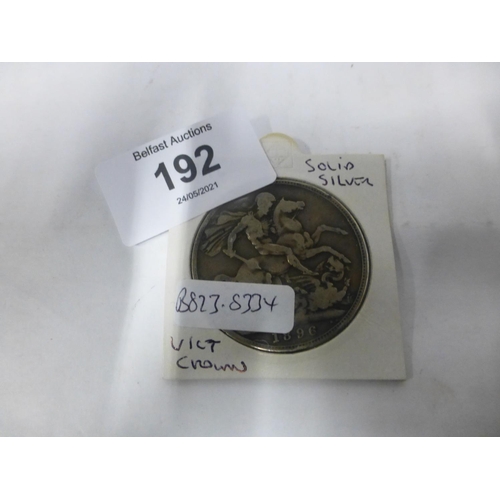 Belfast Auctions
192
24/05/2021
SOLID
SILVER
B823-8334
1896
VICT
CROWN